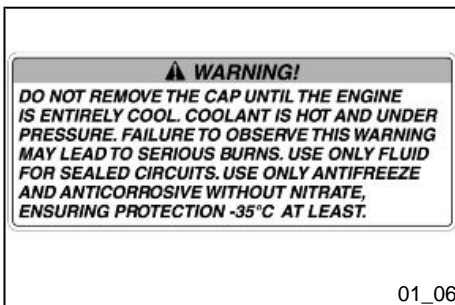 WARNING!
DO NOT REMOVE THE CAP UNTIL THE ENGINE
IS ENTIRELY COOL. COOLANT IS HOT AND UNDER
PRESSURE. FAILURE TO OBSERVE THIS WARNING
MAY LEAD TO SERIOUS BURNS. USE ONLY FLUID
FOR SEALED CIRCUITS. USE ONLY ANTIFREEZE
AND ANTICORROSIVE WITHOUT NITRATE,
ENSURING PROTECTION -35°C AT LEAST.
01_06